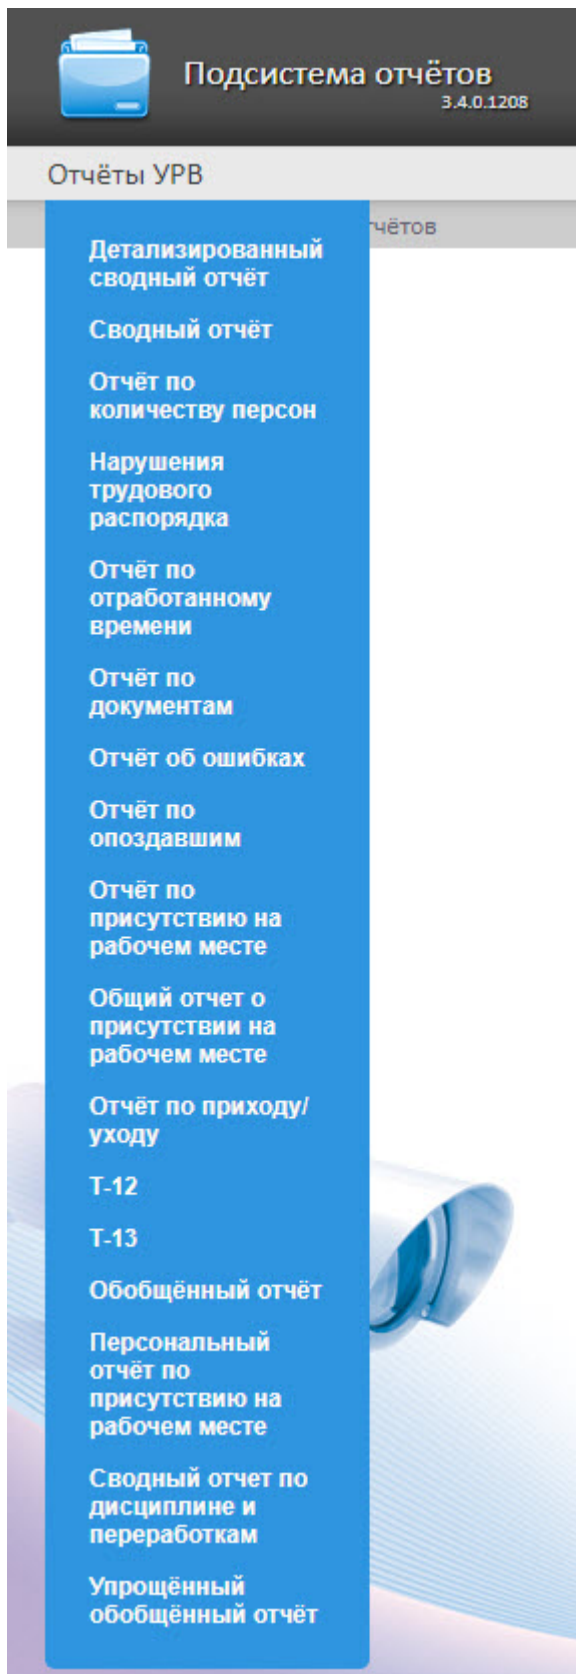 Подсистема отчётов
3.4.0.1208
Отчёты УРВ
чётов
Детализированный
сводный отчёт
Сводный отчёт
Отчёт по
количеству персон
Нарушения
трудового
распорядка
Отчёт по
отработанному
времени
Отчёт по
документам
Отчёт об ошибках
Отчёт по
опоздавшим
Отчёт по
присутствию на
рабочем месте
Общий отчет о
присутствии на
рабочем месте
Отчёт по приходу/
уходу
Т-12
Т-13
Обобщённый отчёт
Персональный
отчёт по
присутствию на
рабочем месте
Сводный отчет по
дисциплине и
переработкам
Упрощённый
обобщённый отчёт